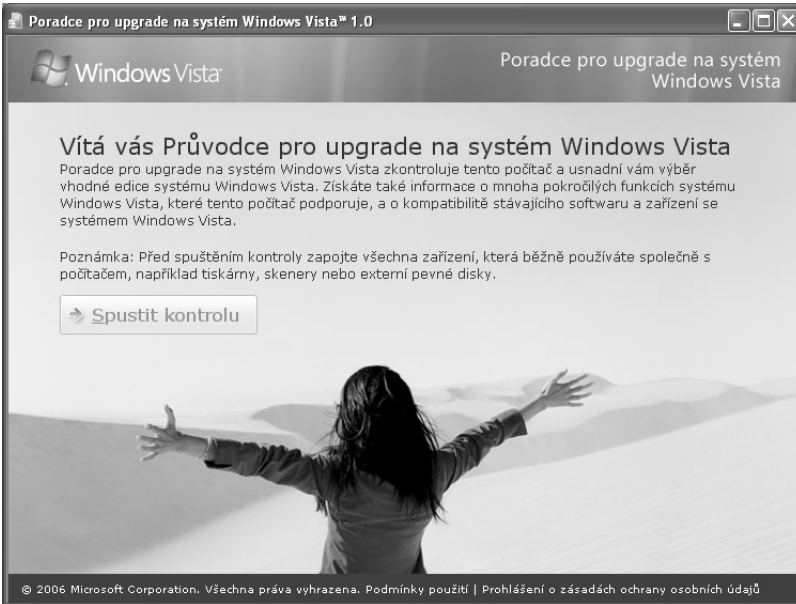 Poradce pro upgrade na systém Windows Vista™ 1.0
Windows Vista™
Poradce pro upgrade na systém
Windows Vista
Vítá vás Průvodce pro upgrade na systém Windows Vista
Poradce pro upgrade na systém Windows Vista zkontroluje tento počítač a usnadní vám výběr
vhodné edice systému Windows Vista. Získáte také informace o mnoha pokročilých funkcích systému
Windows Vista, které tento počítač podporuje, a o kompatibilitě stávajícího softwaru a zařízení se
systémem Windows Vista.
Poznámka: Před spuštěním kontroly zapojte všechna zařízení, která běžně používáte společně s
počítačem, například tiskárny, skenery nebo externí pevné disky.
Spustit kontrolu
© 2006 Microsoft Corporation. Všechna práva vyhrazena. Podmínky použití | Prohlášení o zásadách ochrany osobních údajů